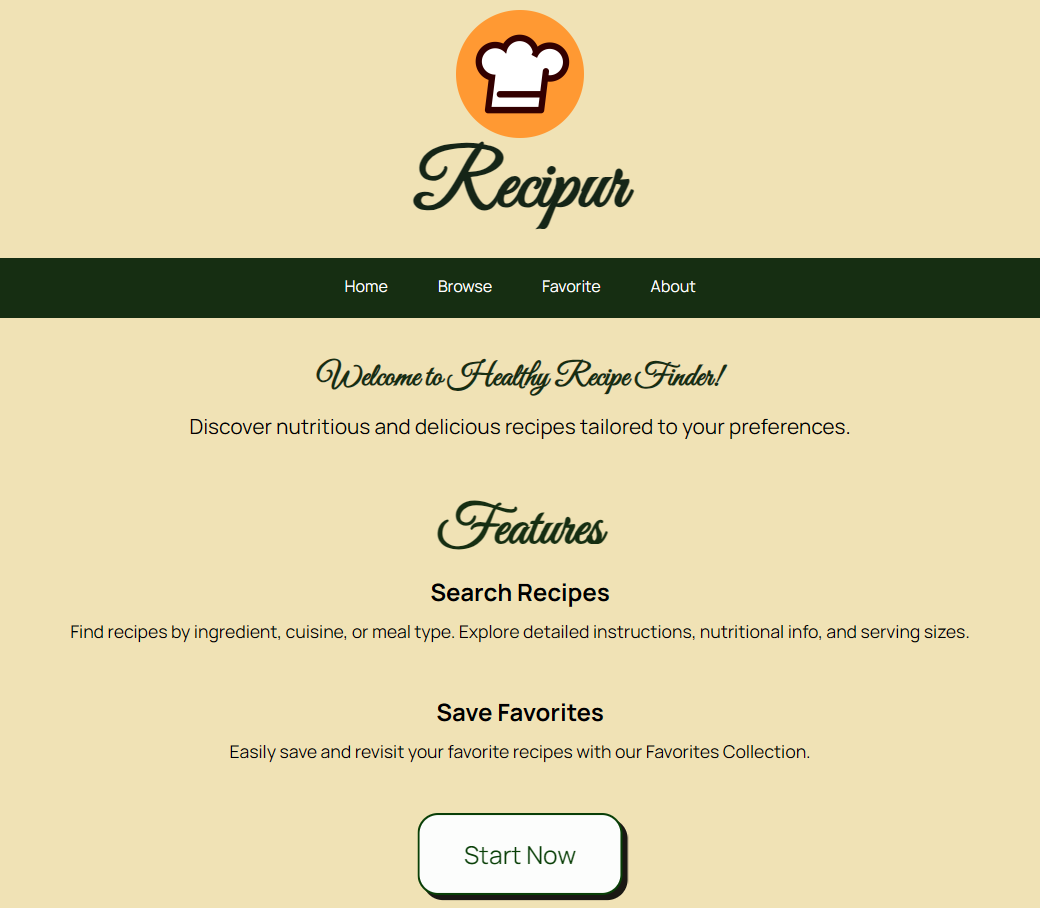 Recipur
Home Browse Favorite About
Welcome to Healthy Recipe Finder!
Discover nutritious and delicious recipes tailored to your preferences.
Features
Search Recipes
Find recipes by ingredient, cuisine, or meal type. Explore detailed instructions, nutritional info, and serving sizes.
Save Favorites
Easily save and revisit your favorite recipes with our Favorites Collection.
Start Now